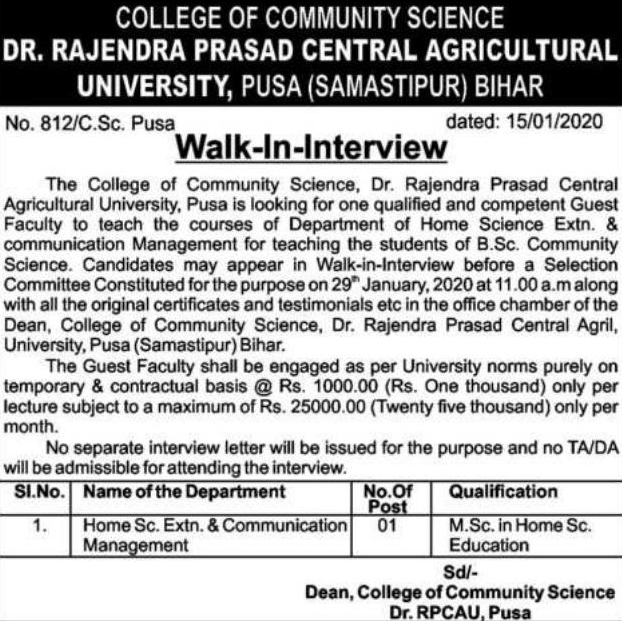 COLLEGE OF COMMUNITY SCIENCE
DR. RAJENDRA PRASAD CENTRAL AGRICULTURAL
UNIVERSITY, PUSA (SAMASTIPUR) BIHAR
No. 812/C.Sc. Pusa dated: 15/01/2020
Walk-In-Interview
The College of Community Science, Dr. Rajendra Prasad Central
Agricultural University, Pusa is looking for one qualified and competent Guest
Faculty to teach the courses of Department of Home Science Extn. &
communication Management for teaching the students of B.Sc. Community
Science. Candidates may appear in Walk-in-Interview before a Selection
Committee Constituted for the purpose on 29th January, 2020 at 11.00 a.m along
with all the original certificates and testimonials etc in the office chamber of the
Dean, College of Community Science, Dr. Rajendra Prasad Central Agril,
University, Pusa (Samastipur) Bihar.
The Guest Faculty shall be engaged as per University norms purely on
temporary & contractual basis @ Rs. 1000.00 (Rs. One thousand) only per
lecture subject to a maximum of Rs. 25000.00 (Twenty five thousand) only per
month.
No separate interview letter will be issued for the purpose and no TA/DA
will be admissible for attending the interview.
Sl.No. Name of the Department No.Of Post Qualification
1. Home Sc. Extn. & Communication 01 M.Sc. in Home Sc.
Management Education
Sd/-
Dean, College of Community Science
Dr. RPCAU, Pusa